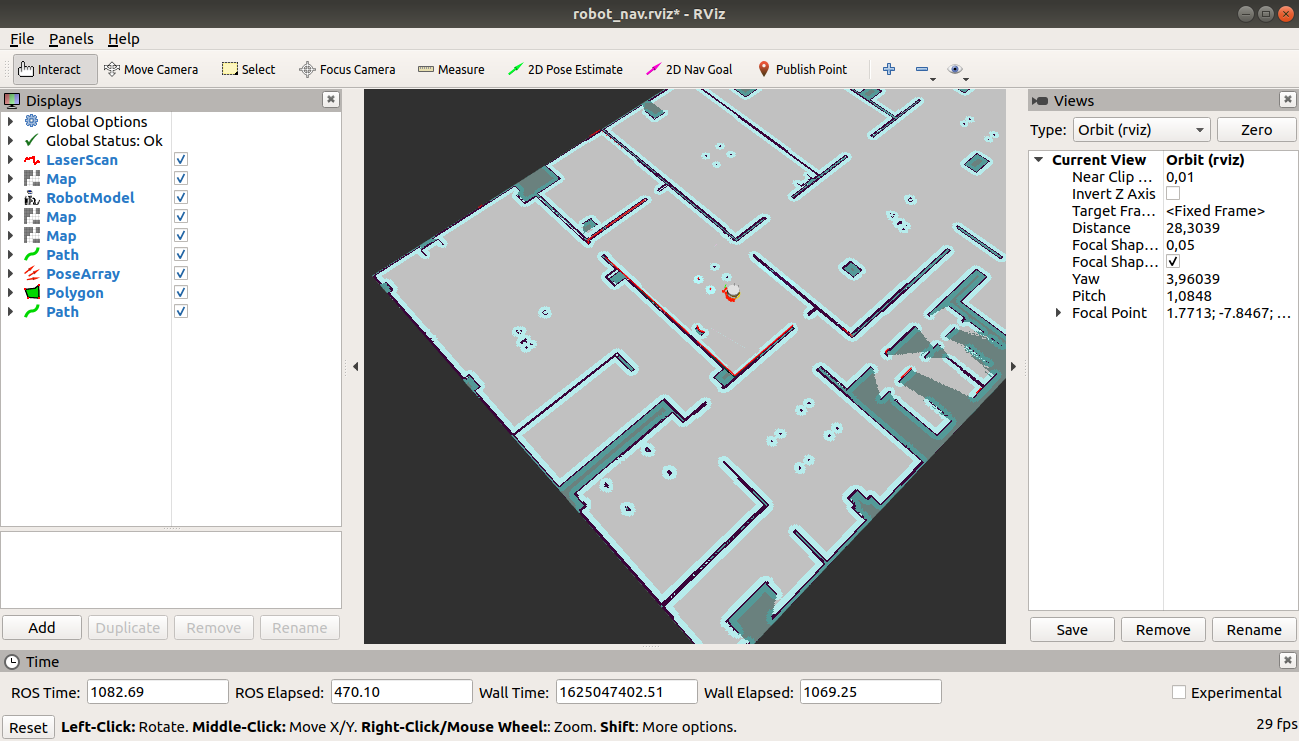 robot_nav.rviz* - RViz
File Panels Help
Interact Move Camera Select Focus Camera Measure 2D Pose Estimate 2D Nav Goal Publish Point
Displays
Global Options
Global Status: Ok
LaserScan
Map
RobotModel
Map
Map
Path
PoseArray
Polygon
Path
Add Duplicate Remove Rename
Views
Type: Orbit (rviz) Zero
Current View Orbit (rviz)
Near Clip ... 0,01
Invert Z Axis
Target Fra... <Fixed Frame>
Distance 28,3039
Focal Shap... 0,05
Focal Shap...
Yaw 3,96039
Pitch 1,0848
Focal Point 1.7713; -7.8467; ...
Save Remove Rename
Time
ROS Time: 1082.69 ROS Elapsed: 470.10 Wall Time: 1625047402.51 Wall Elapsed: 1069.25 Experimental
Reset Left-Click: Rotate. Middle-Click: Move X/Y. Right-Click/Mouse Wheel:: Zoom. Shift: More options. 29 fps